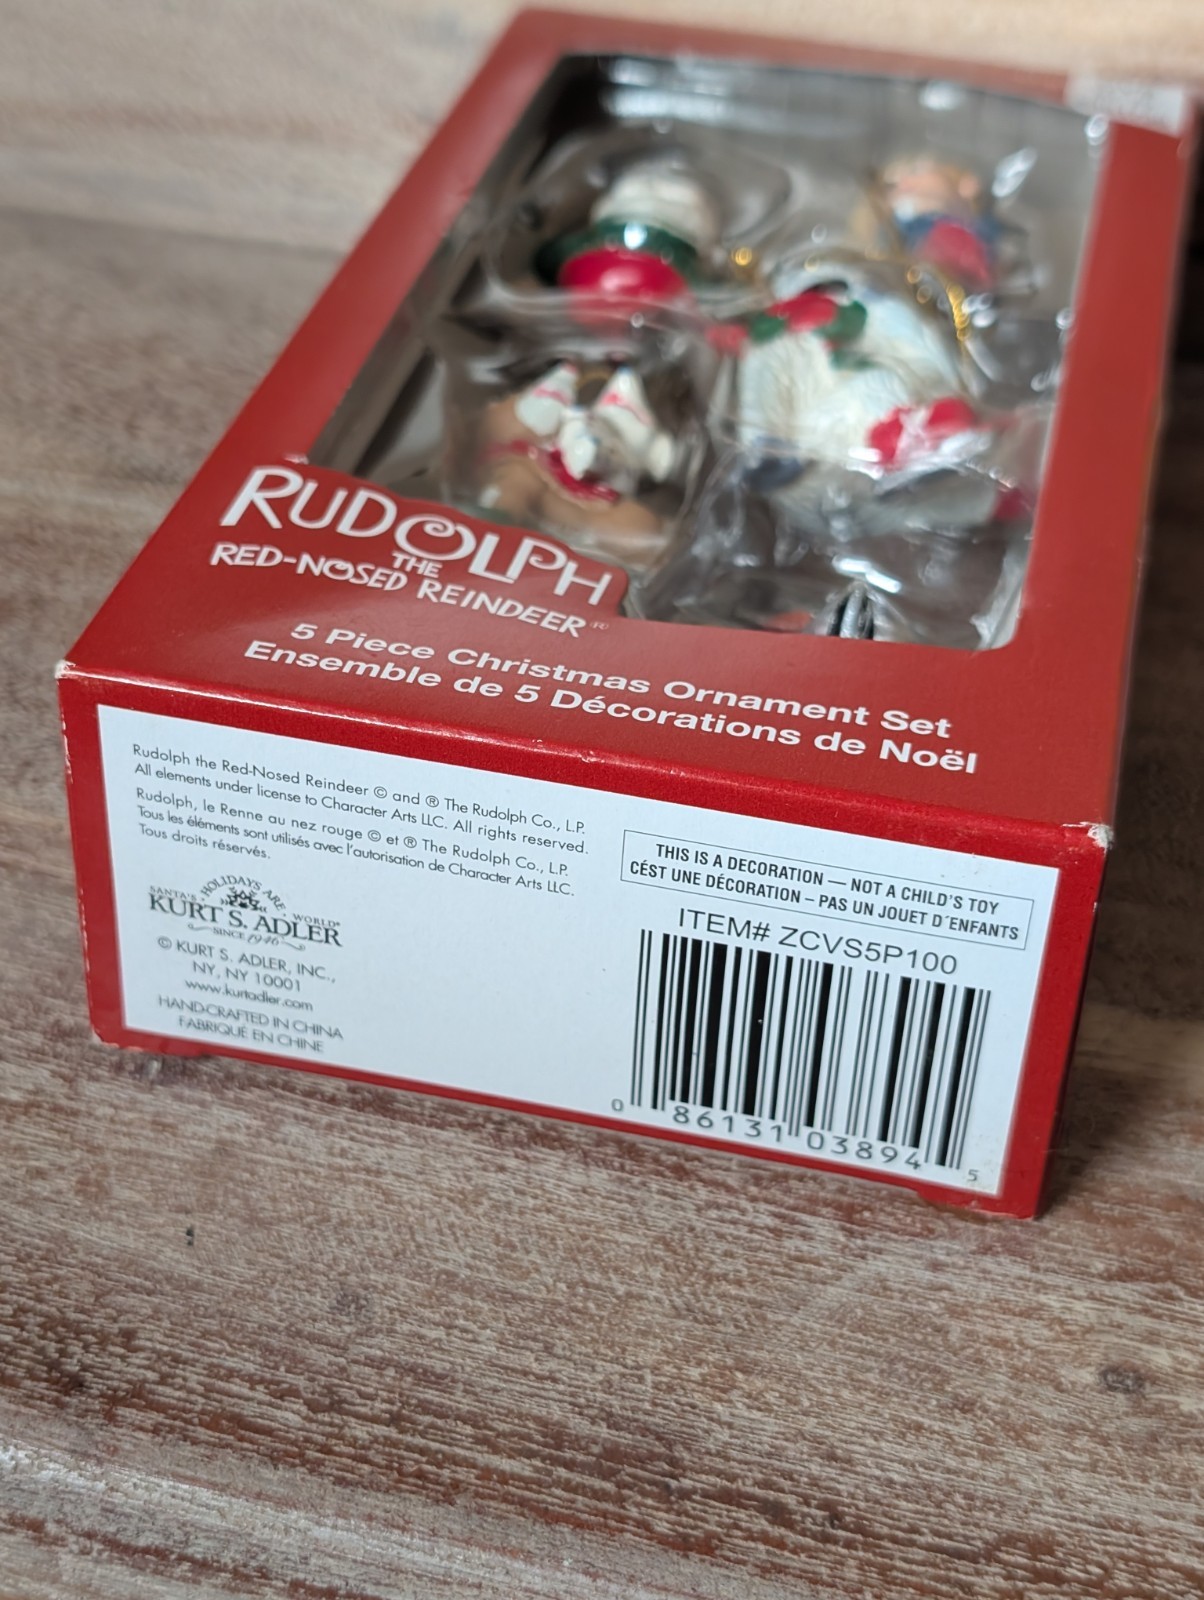 RUDOLPH
THE
RED-NOSED REINDEER®
5 Piece Christmas Ornament Set
Ensemble de 5 Décorations de Noël
Rudolph the Red-Nosed Reindeer © and ® The Rudolph Co., L.P.
All elements under license to Character Arts LLC. All rights reserved.
Rudolph, le Renne au nez rouge © et ® The Rudolph Co., L.P.
Tous les éléments sont utilisés avec l'autorisation de Character Arts LLC.
Tous droits réservés.
SANTA'S HOLIDAYS ARE WORLD®
KURT S. ADLER
SINCE 1946
© KURT S. ADLER, INC.,
NY, NY 10001
www.kurtadler.com
HANDCRAFTED IN CHINA
FABRIQUÉ EN CHINE
THIS IS A DECORATION — NOT A CHILD'S TOY
CÉST UNE DÉCORATION – PAS UN JOUET D´ENFANTS
ITEM# ZCVS5P100
0 86131 03894 5